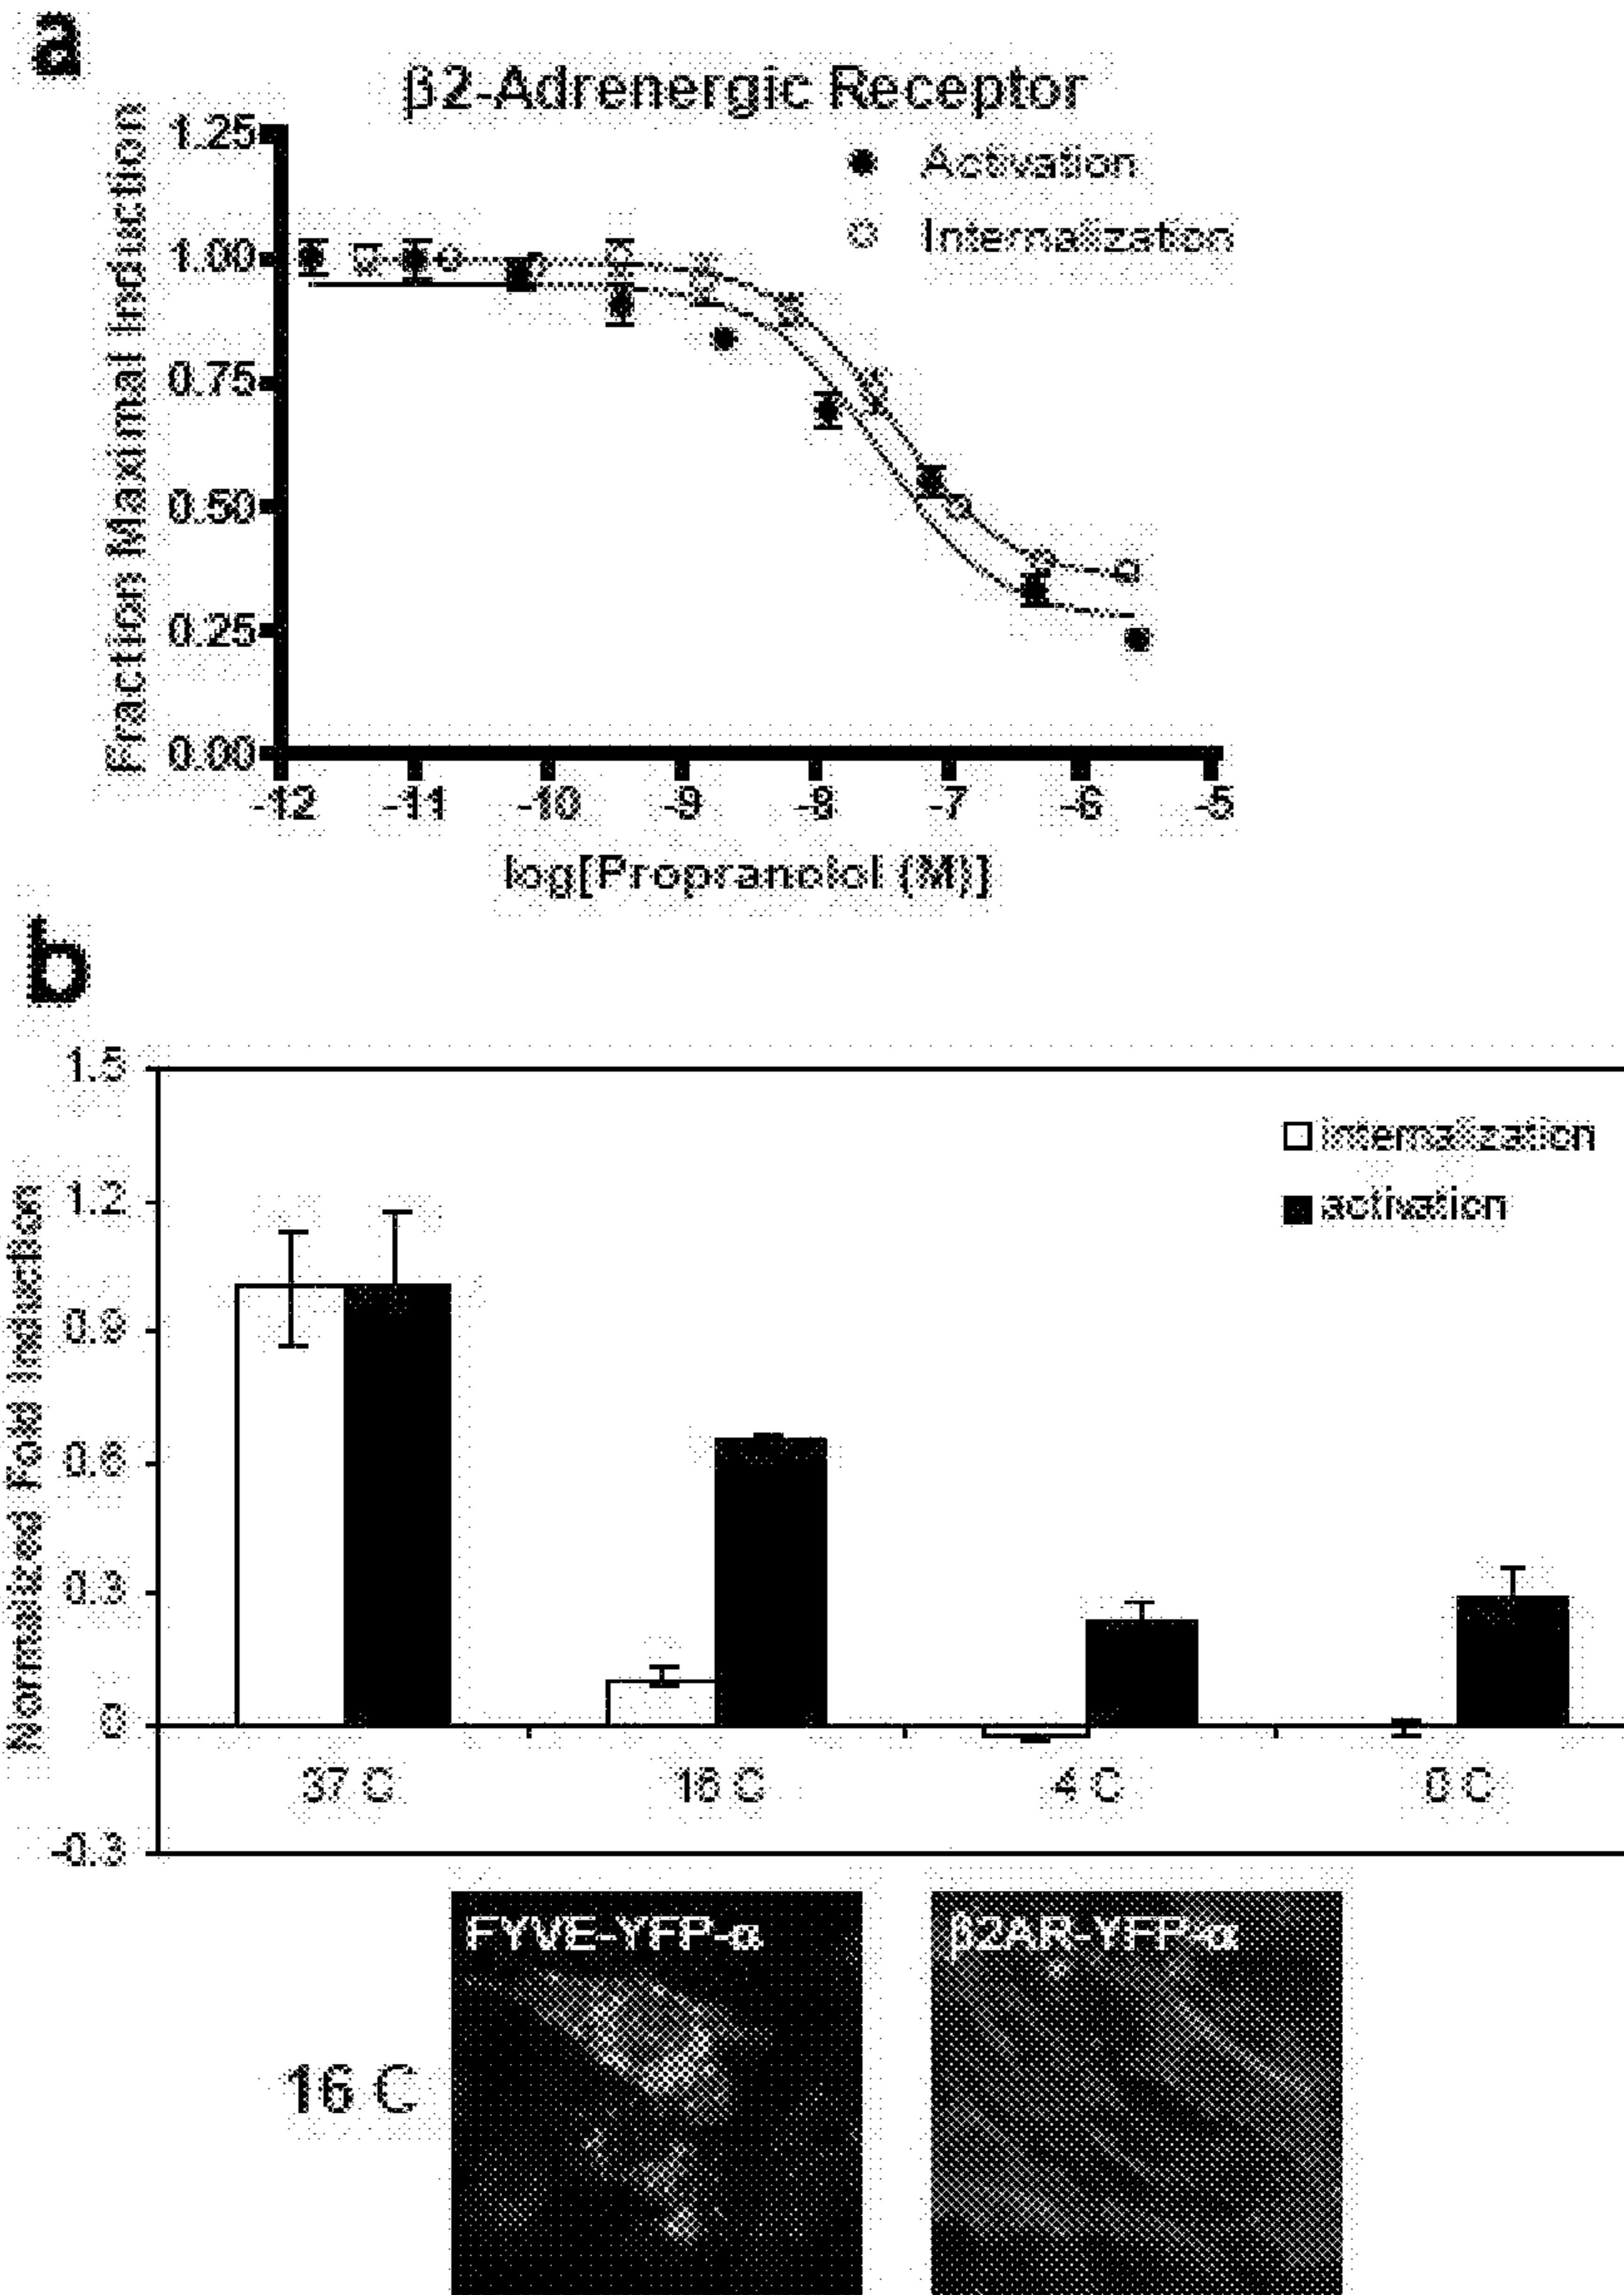 a
β2-Adrenergic Receptor
Activation
Internalization
Fraction Maximal Induction
1.25
1.00
0.75
0.50
0.25
0.00
-12 -11 -10 -9 -8 -7 -6 -5
log[Propranolol (M)]
b
internalization
activation
Normalized Fold Induction
1.5
1.2
0.9
0.6
0.3
0
-0.3
37 C 16 C 4 C 0 C
FYVE-YFP-α β2AR-YFP-α
16 C